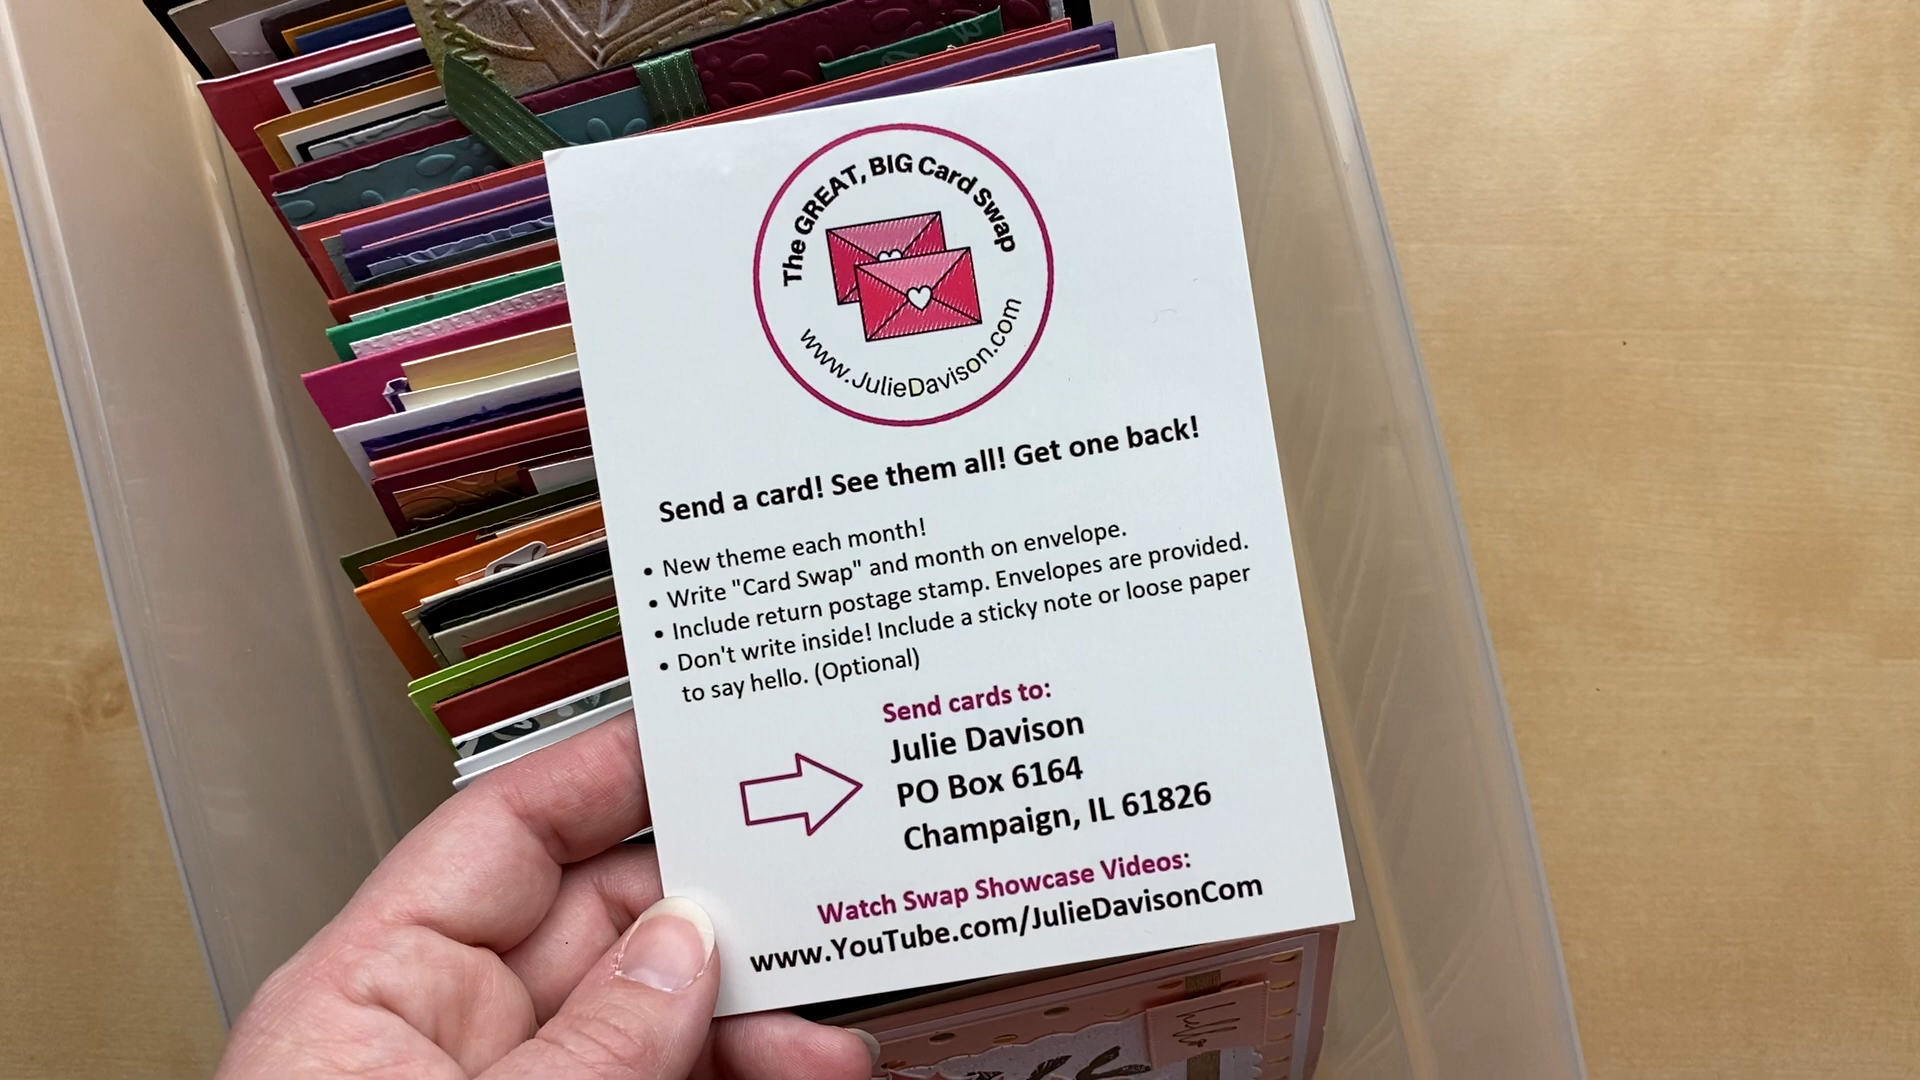 The GREAT, BIG Card Swap
www.JulieDavison.com
Send a card! See them all! Get one back!
• New theme each month!
• Write "Card Swap" and month on envelope.
• Include return postage stamp. Envelopes are provided.
• Don't write inside! Include a sticky note or loose paper
to say hello. (Optional)
Send cards to:
Julie Davison
PO Box 6164
Champaign, IL 61826
Watch Swap Showcase Videos:
www.YouTube.com/JulieDavisonCom
hello